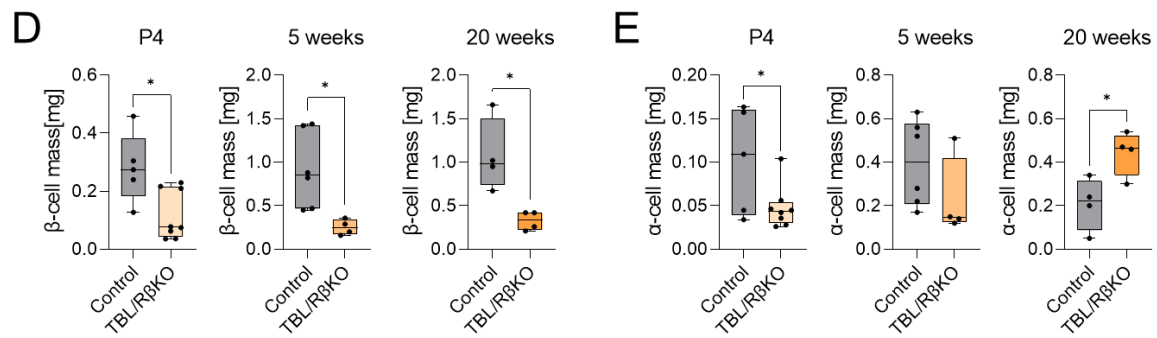 D
P4
5 weeks
20 weeks
β-cell mass[mg]
0.6
0.4
0.2
0.0
*
Control
TBL/RβKO
β-cell mass [mg]
2.0
1.5
1.0
0.5
0.0
*
Control
TBL/RβKO
β-cell mass [mg]
2.0
1.5
1.0
0.5
0.0
*
Control
TBL/RβKO
E
P4
5 weeks
20 weeks
α-cell mass [mg]
0.20
0.15
0.10
0.05
0.00
*
Control
TBL/RβKO
α-cell mass [mg]
0.8
0.6
0.4
0.2
0.0
Control
TBL/RβKO
α-cell mass [mg]
0.8
0.6
0.4
0.2
0.0
*
Control
TBL/RβKO